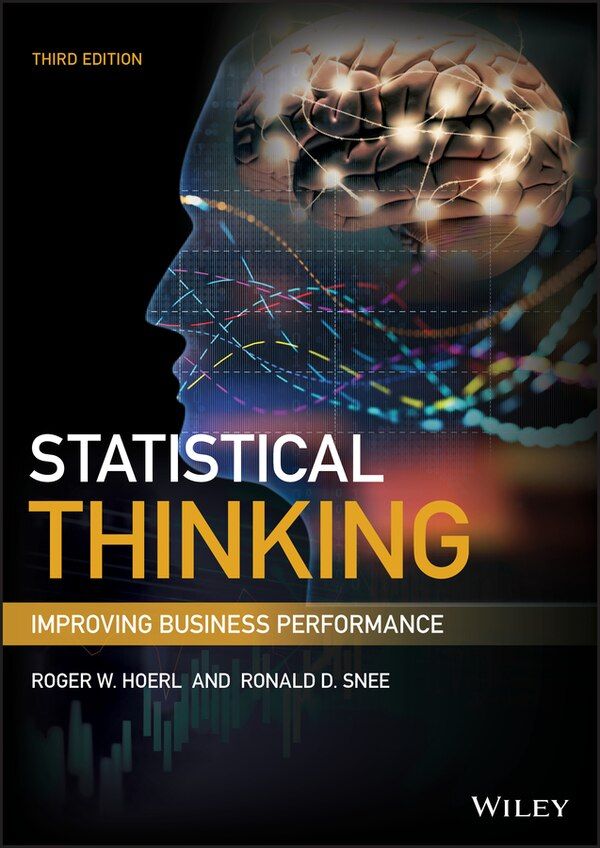 THIRD EDITION
STATISTICAL
THINKING
IMPROVING BUSINESS PERFORMANCE
ROGER W. HOERL AND RONALD D. SNEE
WILEY